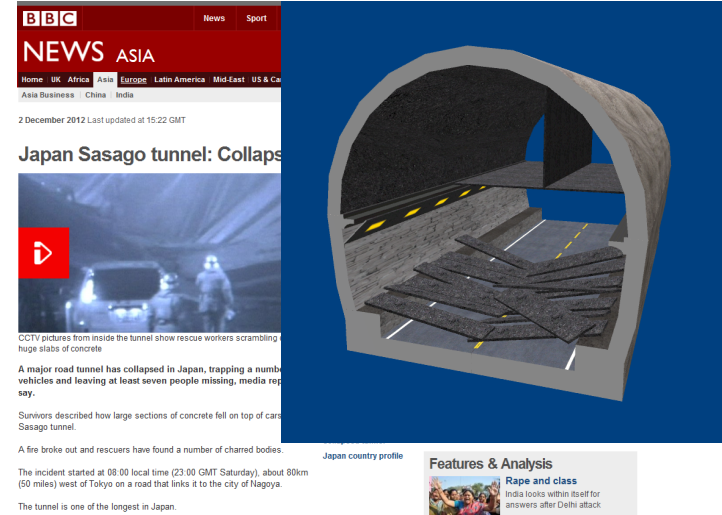 BBC
News Sport
NEWS ASIA
Home UK Africa Asia Europe Latin America Mid-East US &
Asia Business China India
2 December 2012 Last updated at 15:22 GMT
Japan Sasago tunnel:
CCTV pictures from inside the tunnel show rescue workers scrambling
huge slabs of concrete
A major road tunnel has collapsed in Japan, trapping a
vehicles and leaving at least seven people missing, media
say.
Survivors described how large sections of concrete fell on top of cars
Sasago tunnel.
A fire broke out and rescuers have found a number of charred bodies.
The incident started at 08:00 local time (23:00 GMT Saturday), about 80km
(50 miles) west of Tokyo on a road that links it to the city of Nagoya.
The tunnel is one of the longest in Japan.
Japan country profile
Features & Analysis
Rape and class
India looks within itself for
answers after Delhi attack